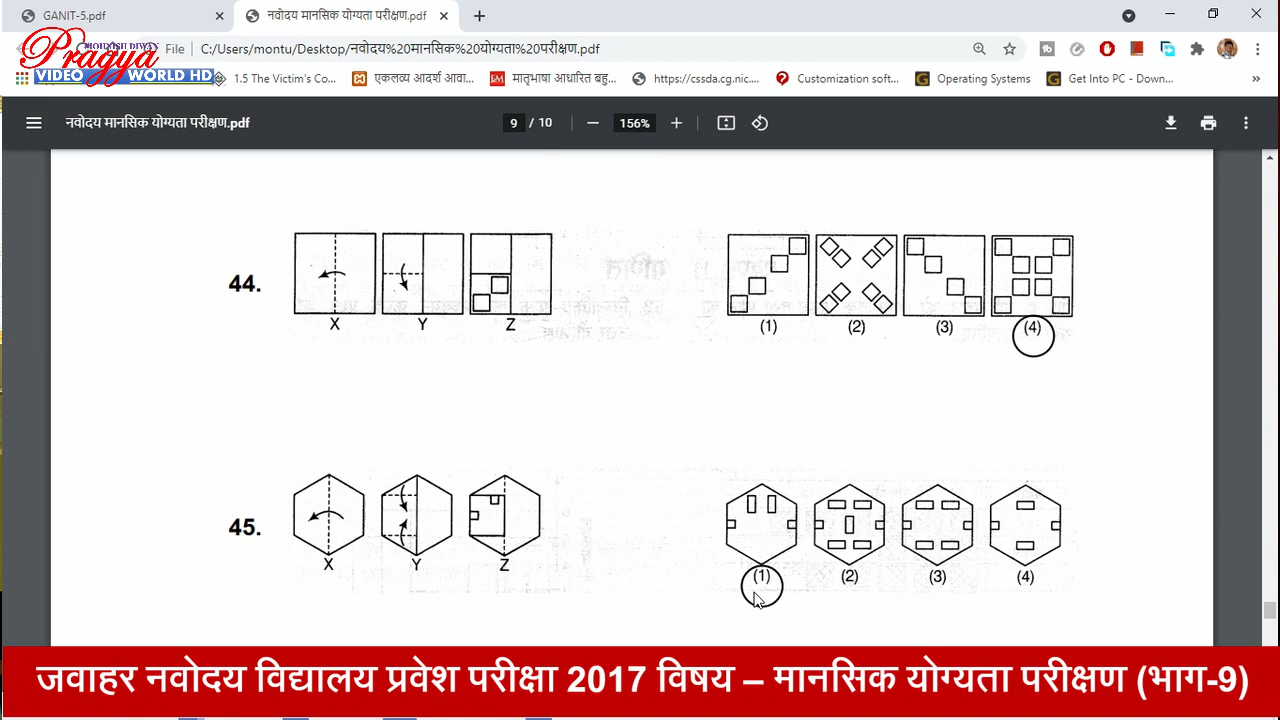 GANIT-5.pdf
नवोदय मानसिक योग्यता परीक्षण.pdf
MOHNISH DIWAN
Pragya
VIDEO WORLD HD
File C:/Users/montu/Desktop/नवोदय%20मानसिक%20योग्यता%20परीक्षण.pdf
1.5 The Victim's Co...
एकलव्य आदर्श आवा...
मातृभाषा आधारित बहु...
https://cssda.cg.nic....
Customization soft...
Operating Systems
Get Into PC - Down...
»
नवोदय मानसिक योग्यता परीक्षण.pdf
9 / 10
156%
44.
X Y Z
(1) (2) (3) (4)
45.
X Y Z
(1) (2) (3) (4)
जवाहर नवोदय विद्यालय प्रवेश परीक्षा 2017 विषय – मानसिक योग्यता परीक्षण (भाग-9)